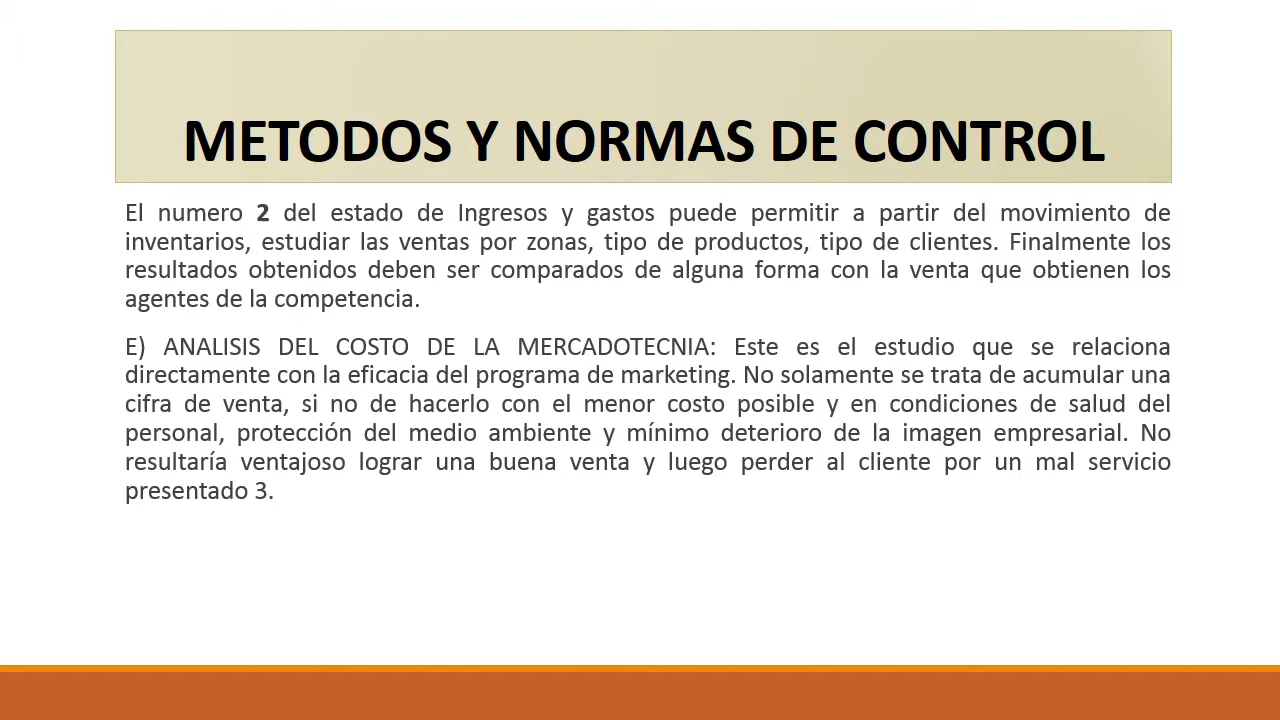 METODOS Y NORMAS DE CONTROL
El numero 2 del estado de Ingresos y gastos puede permitir a partir del movimiento de
inventarios, estudiar las ventas por zonas, tipo de productos, tipo de clientes. Finalmente los
resultados obtenidos deben ser comparados de alguna forma con la venta que obtienen los
agentes de la competencia.
E) ANALISIS DEL COSTO DE LA MERCADOTECNIA: Este es el estudio que se relaciona
directamente con la eficacia del programa de marketing. No solamente se trata de acumular una
cifra de venta, si no de hacerlo con el menor costo posible y en condiciones de salud del
personal, protección del medio ambiente y mínimo deterioro de la imagen empresarial. No
resultaría ventajoso lograr una buena venta y luego perder al cliente por un mal servicio
presentado 3.